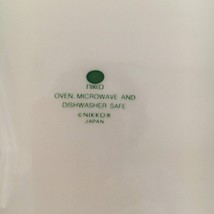 nikko
OVEN, MICROWAVE AND
DISHWASHER SAFE
©NIKKO®
JAPAN